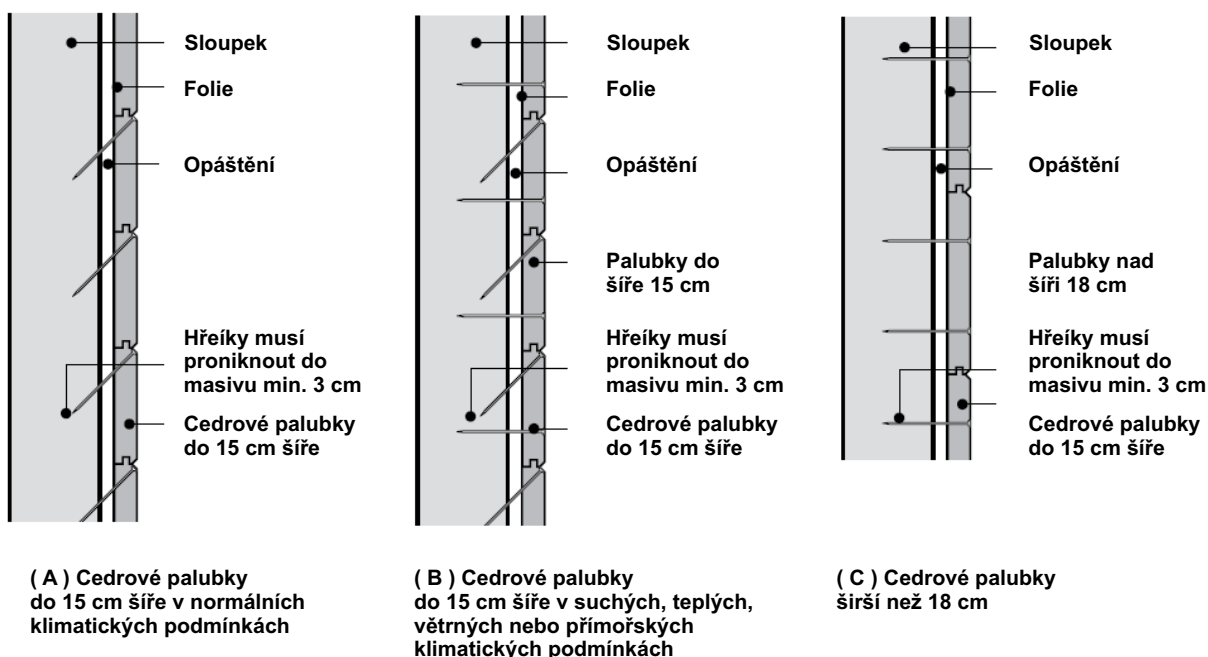 Sloupek
Folie
Opáštění
Hřeíky musí
proniknout do
masivu min. 3 cm
Cedrové palubky
do 15 cm šíře
( A ) Cedrové palubky
do 15 cm šíře v normálních
klimatických podmínkách
Sloupek
Folie
Opáštění
Palubky do
šíře 15 cm
Hřeíky musí
proniknout do
masivu min. 3 cm
Cedrové palubky
do 15 cm šíře
( B ) Cedrové palubky
do 15 cm šíře v suchých, teplých,
větrných nebo přímořských
klimatických podmínkách
Sloupek
Folie
Opáštění
Palubky nad
šíři 18 cm
Hřeíky musí
proniknout do
masivu min. 3 cm
Cedrové palubky
do 15 cm šíře
( C ) Cedrové palubky
širší než 18 cm